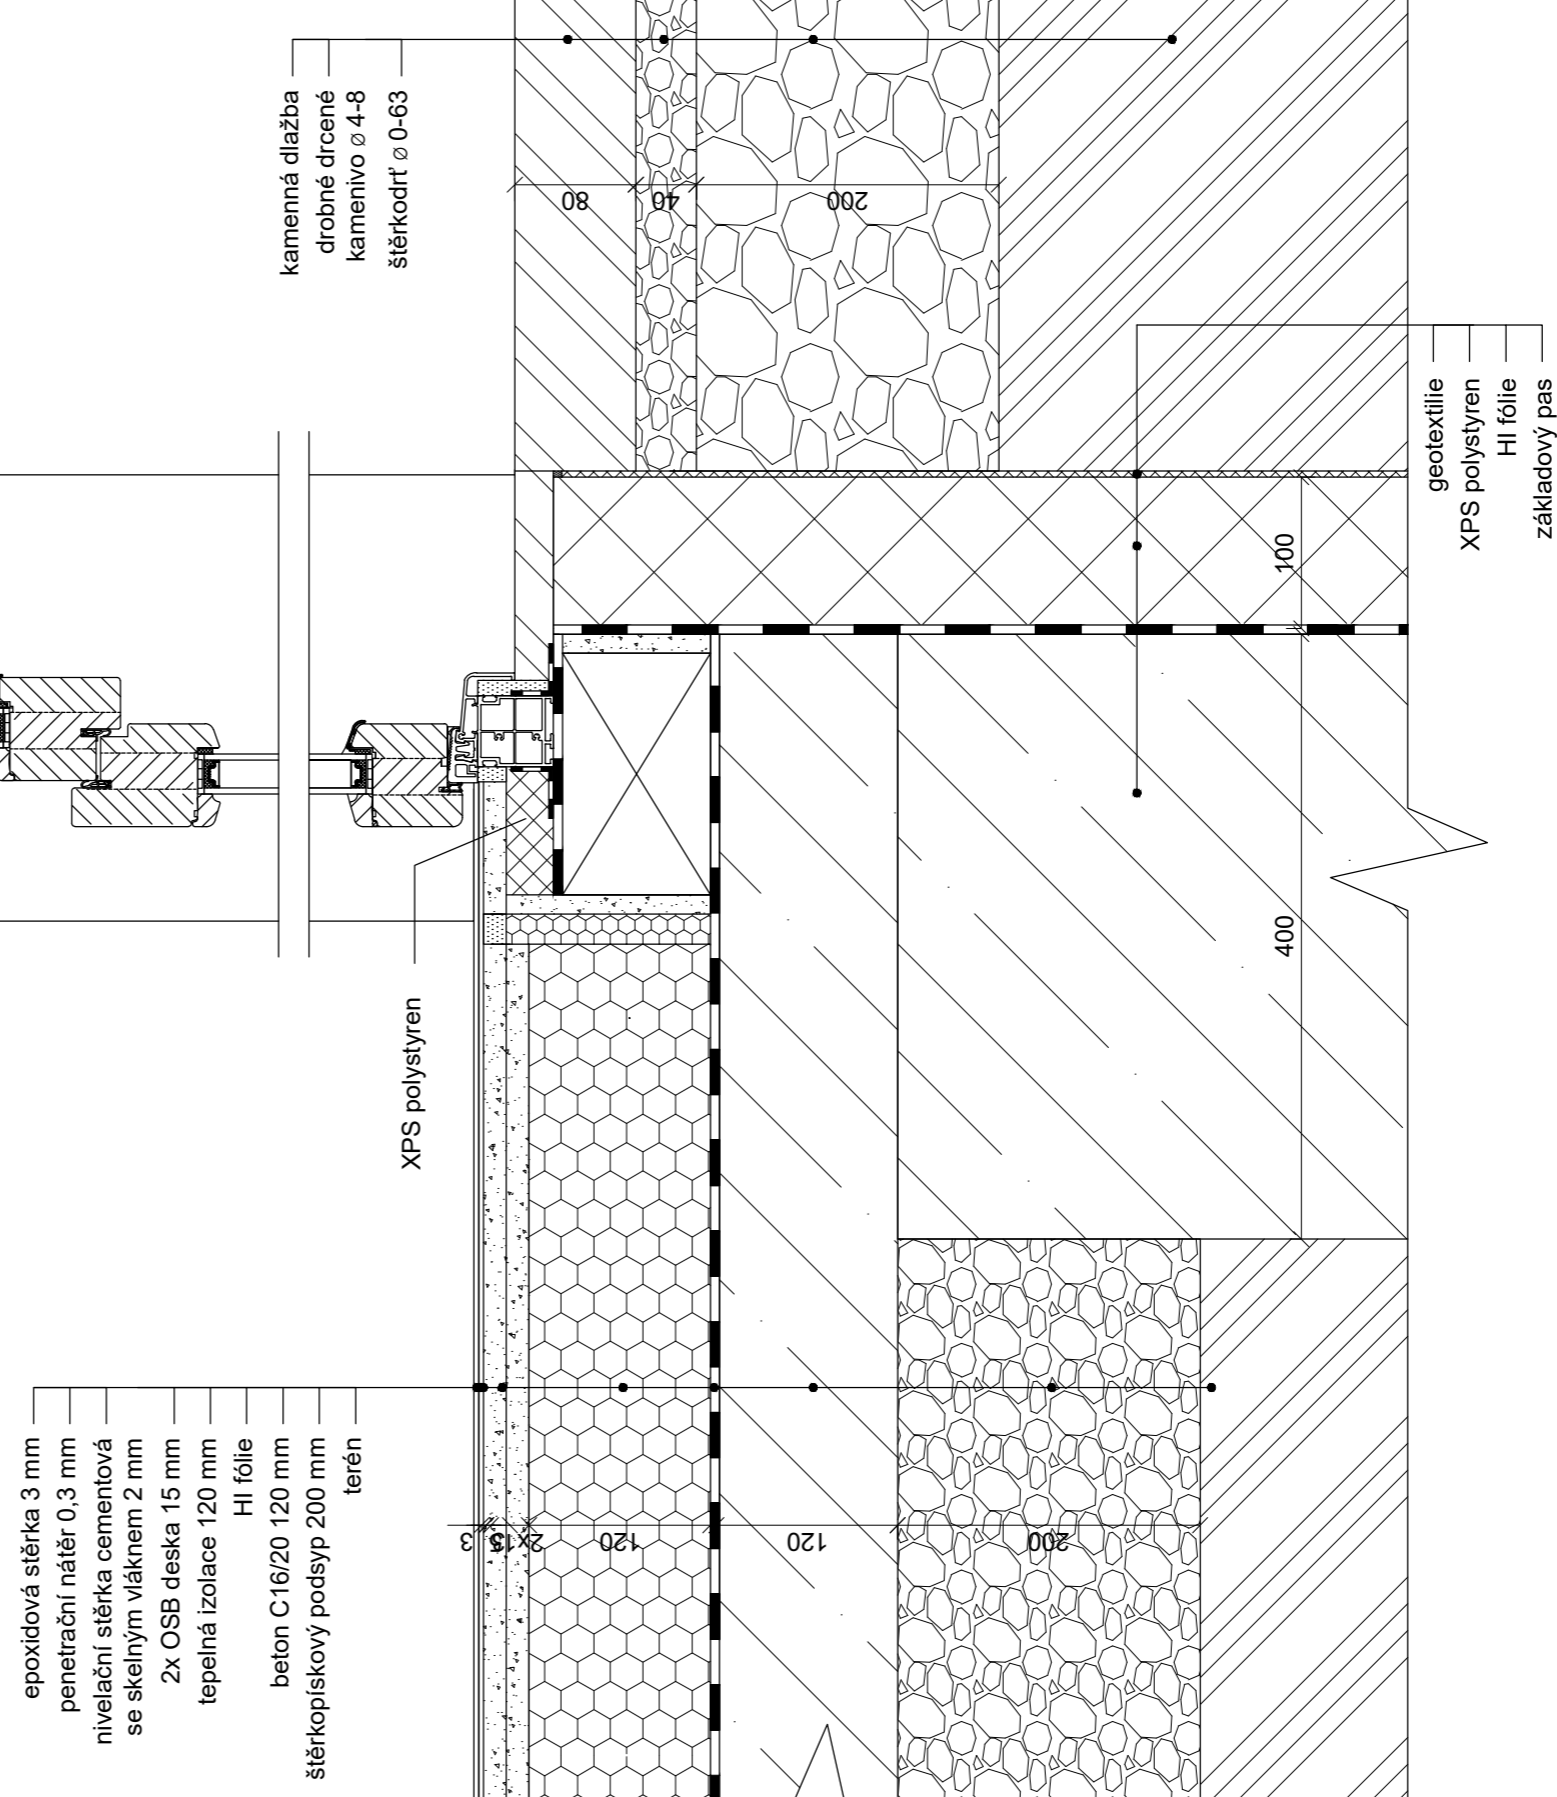 kamenná dlažba
drobné drcené
kamenivo ⌀ 4-8
štěrkodrť ⌀ 0-63
80
40
200
geotextilie
XPS polystyren
HI fólie
základový pas
100
400
XPS polystyren
epoxidová stěrka 3 mm
penetrační nátěr 0,3 mm
nivelační stěrka cementová
se skelným vláknem 2 mm
2x OSB deska 15 mm
tepelná izolace 120 mm
HI fólie
beton C16/20 120 mm
štěrkopískový podsyp 200 mm
terén
3
2x15
120
120
200